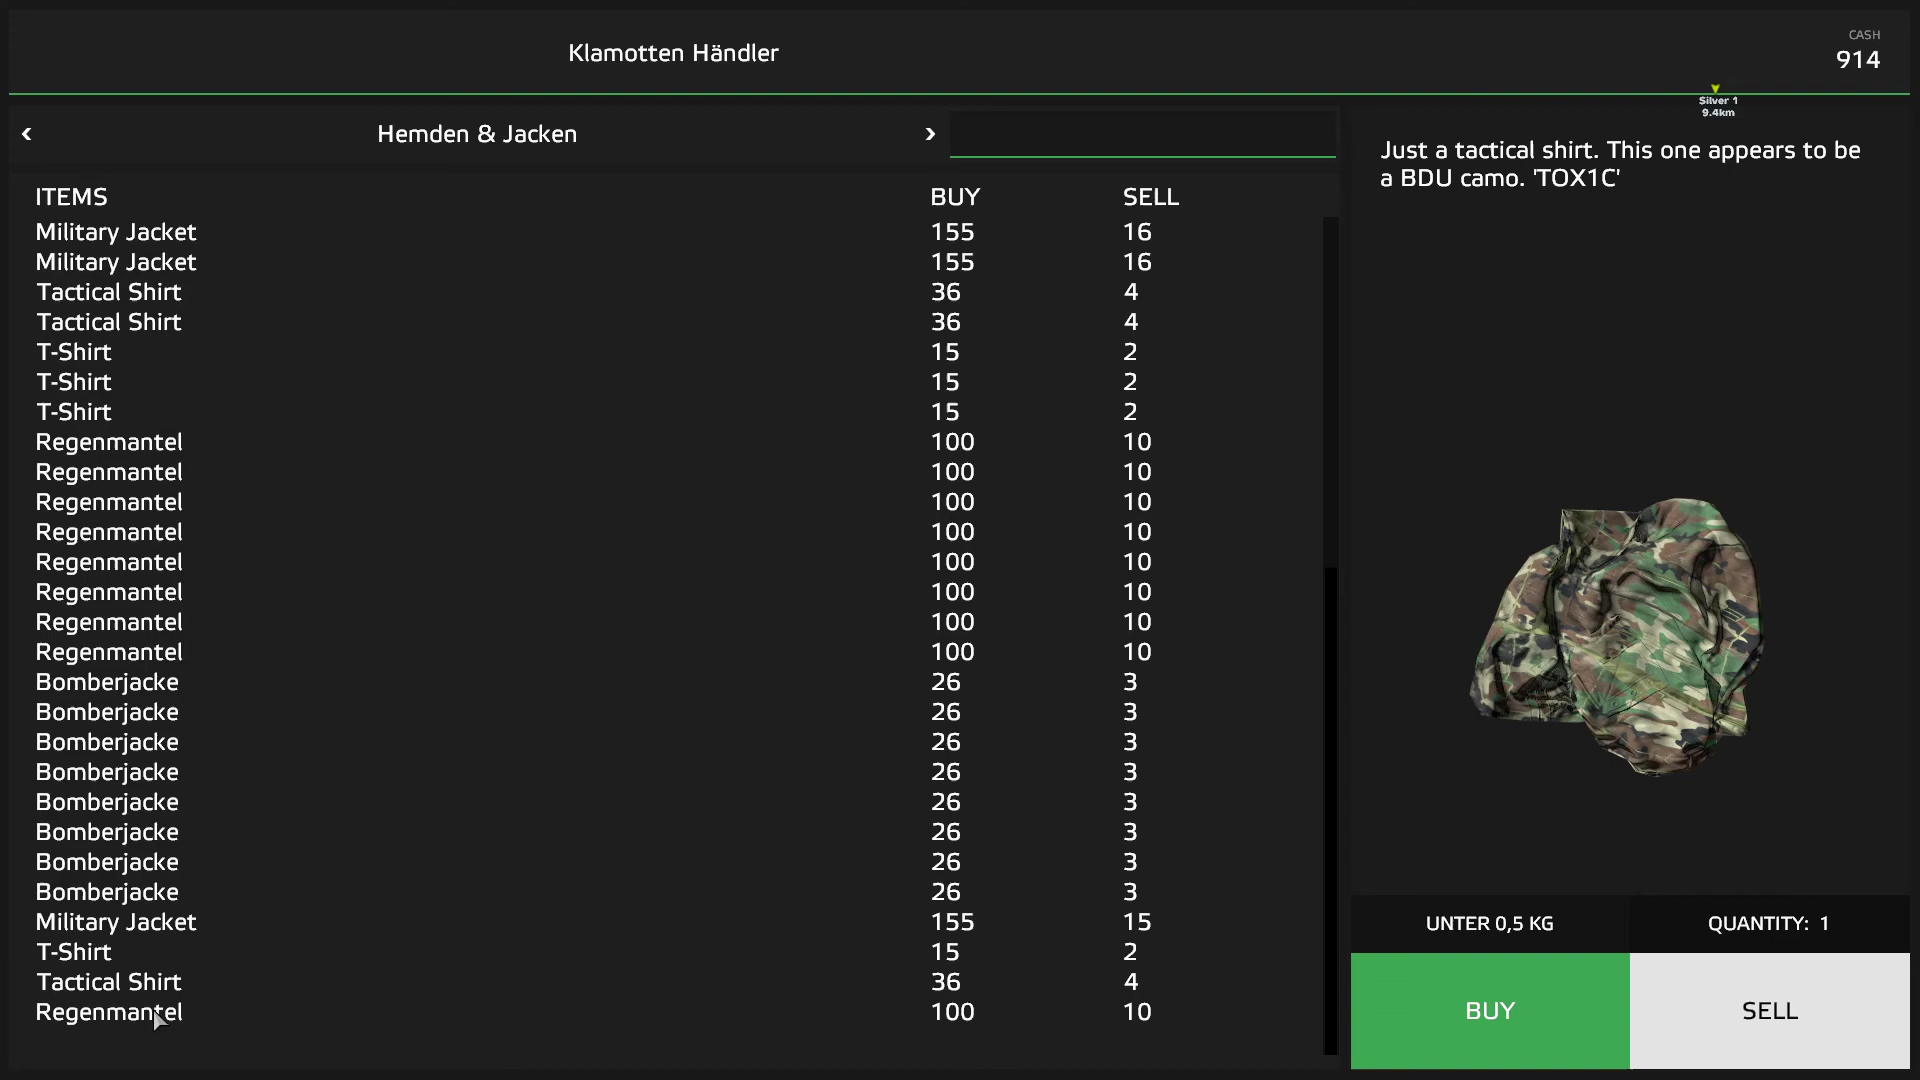 Klamotten Händler
CASH
914
Silver 1
9.4km
Hemden & Jacken
ITEMS BUY SELL
Military Jacket 155 16
Military Jacket 155 16
Tactical Shirt 36 4
Tactical Shirt 36 4
T-Shirt 15 2
T-Shirt 15 2
T-Shirt 15 2
Regenmantel 100 10
Regenmantel 100 10
Regenmantel 100 10
Regenmantel 100 10
Regenmantel 100 10
Regenmantel 100 10
Regenmantel 100 10
Regenmantel 100 10
Bomberjacke 26 3
Bomberjacke 26 3
Bomberjacke 26 3
Bomberjacke 26 3
Bomberjacke 26 3
Bomberjacke 26 3
Bomberjacke 26 3
Bomberjacke 26 3
Military Jacket 155 15
T-Shirt 15 2
Tactical Shirt 36 4
Regenmantel 100 10
Just a tactical shirt. This one appears to be
a BDU camo. 'TOX1C'
UNTER 0,5 KG
QUANTITY: 1
BUY
SELL